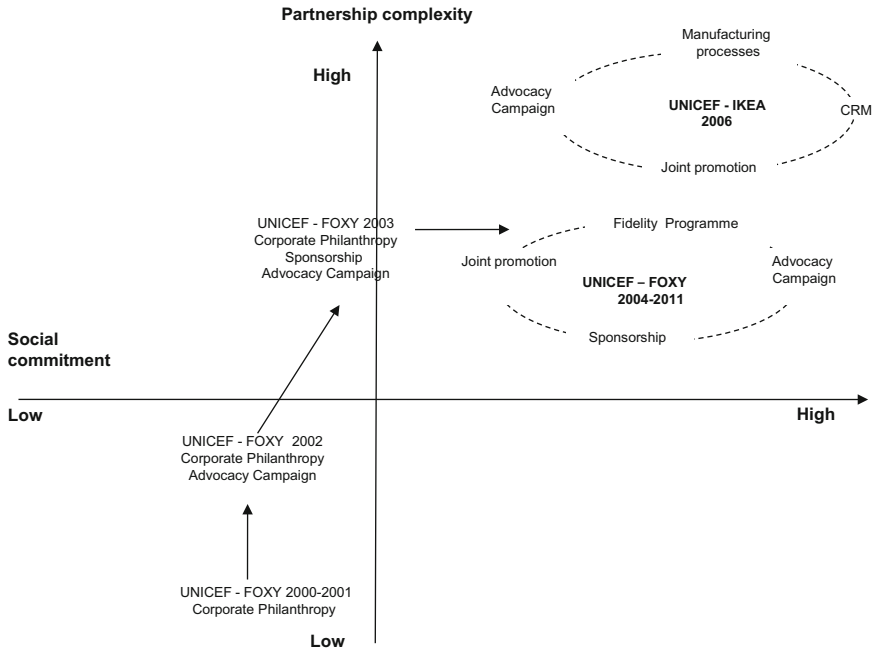 Partnership complexity
High
Manufacturing
processes
Advocacy
Campaign
UNICEF - IKEA
2006
CRM
Joint promotion
UNICEF - FOXY 2003
Corporate Philanthropy
Sponsorship
Advocacy Campaign
Fidelity Programme
Joint promotion
Advocacy
Campaign
UNICEF – FOXY
2004-2011
Sponsorship
Social
commitment
Low
High
UNICEF - FOXY 2002
Corporate Philanthropy
Advocacy Campaign
UNICEF - FOXY 2000-2001
Corporate Philanthropy
Low